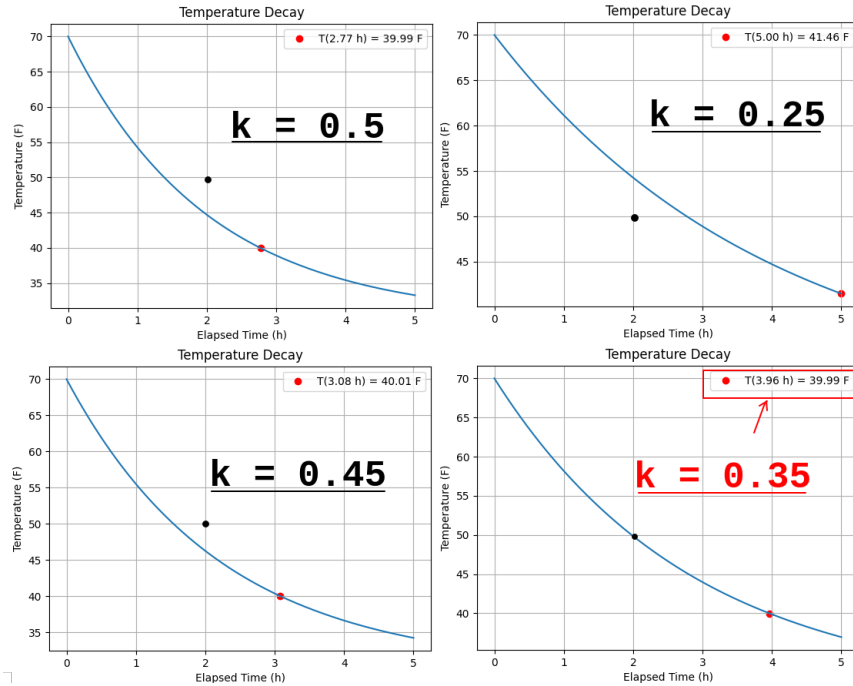 Temperature Decay
T(2.77 h) = 39.99 F
k = 0.5
Temperature (F)
70
65
60
55
50
45
40
35
0 1 2 3 4 5
Elapsed Time (h)
Temperature Decay
T(5.00 h) = 41.46 F
k = 0.25
Temperature (F)
70
65
60
55
50
45
0 1 2 3 4 5
Elapsed Time (h)
Temperature Decay
T(3.08 h) = 40.01 F
k = 0.45
Temperature (F)
70
65
60
55
50
45
40
35
0 1 2 3 4 5
Elapsed Time (h)
Temperature Decay
T(3.96 h) = 39.99 F
k = 0.35
Temperature (F)
70
65
60
55
50
45
40
0 1 2 3 4 5
Elapsed Time (h)